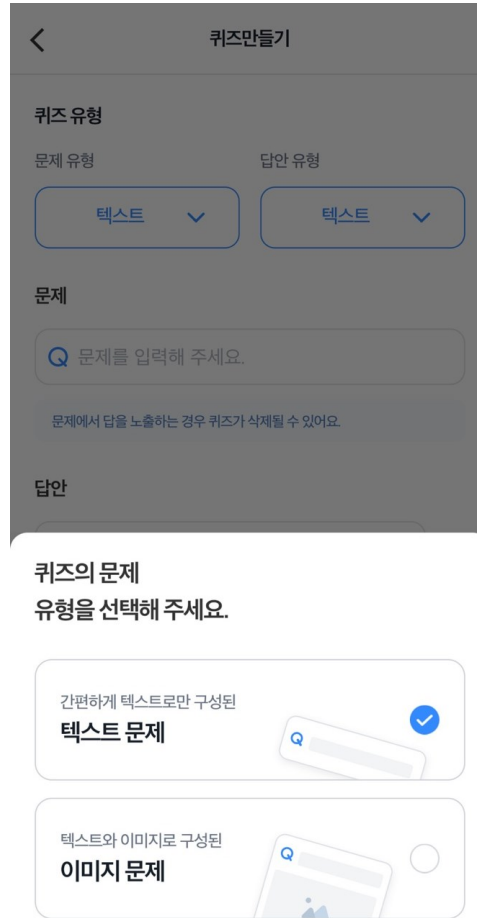 퀴즈만들기
퀴즈 유형
문제 유형
답안 유형
텍스트
텍스트
문제
Q 문제를 입력해 주세요.
문제에서 답을 노출하는 경우 퀴즈가 삭제될 수 있어요.
답안
퀴즈의 문제
유형을 선택해 주세요.
간편하게 텍스트로만 구성된
텍스트 문제
Q
텍스트와 이미지로 구성된
이미지 문제
Q